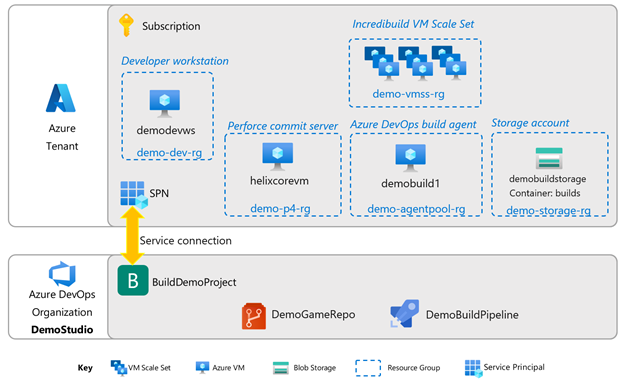 Subscription
Incredibuild VM Scale Set
demo-vmss-rg
Developer workstation
demodevws
demo-dev-rg
Perforce commit server
helixcorevm
demo-p4-rg
Azure DevOps build agent
demobuild1
demo-agentpool-rg
Storage account
demobuildstorage
Container: builds
demo-storage-rg
Azure
Tenant
SPN
Service connection
Azure DevOps
Organization
DemoStudio
B
BuildDemoProject
DemoGameRepo
DemoBuildPipeline
Key
VM Scale Set
Azure VM
Blob Storage
Resource Group
Service Principal